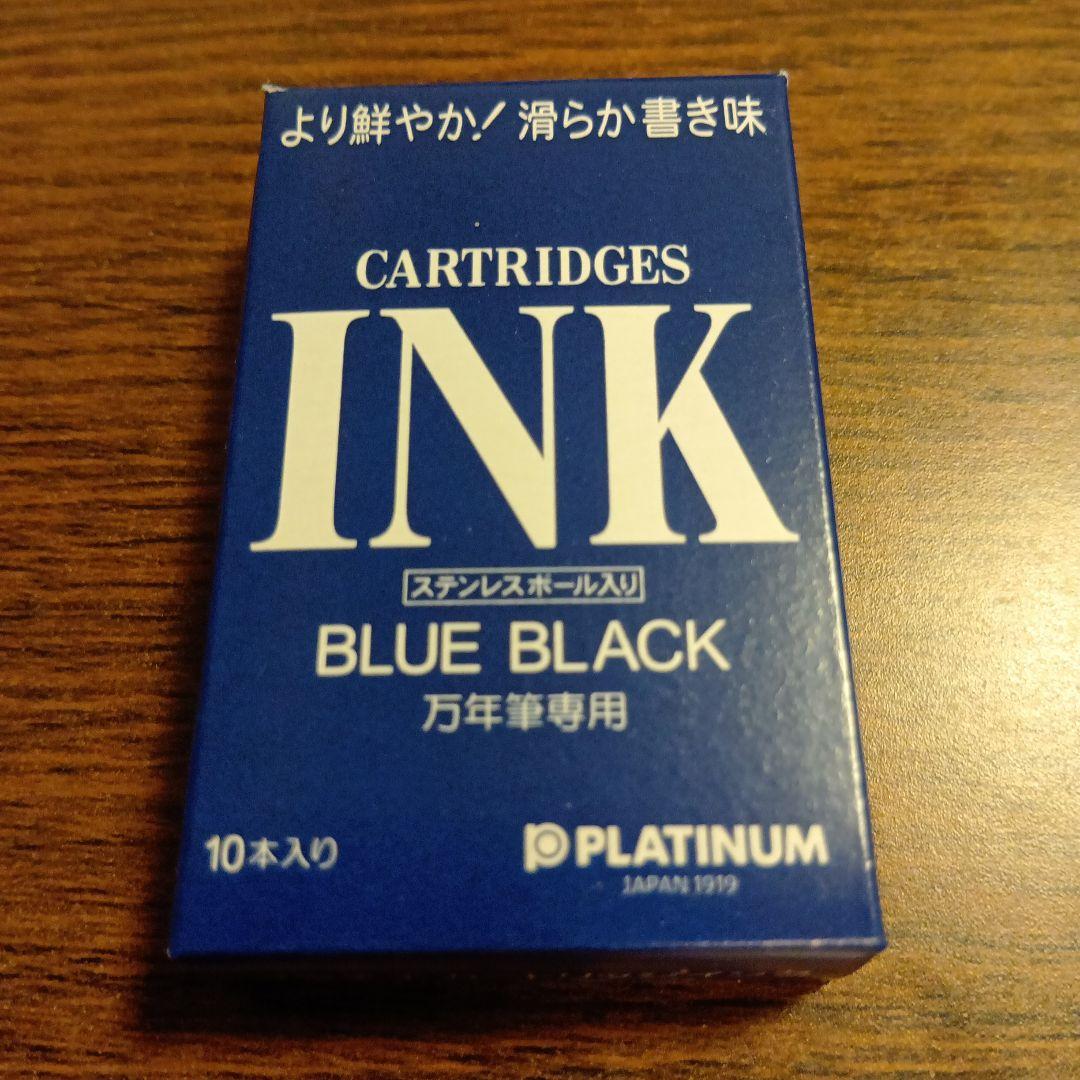 より鮮やか！滑らか書き味
CARTRIDGES
INK
ステンレスボール入り
BLUE BLACK
万年筆専用
10本入り
PLATINUM
JAPAN 1919